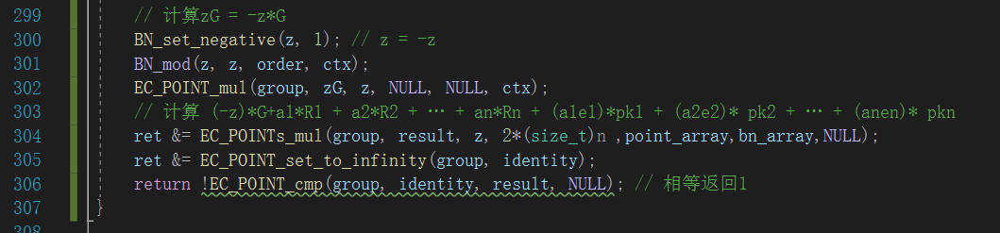 299 // 计算zG = -z*G
300 BN_set_negative(z, 1); // z = -z
301 BN_mod(z, z, order, ctx);
302 EC_POINT_mul(group, zG, z, NULL, NULL, ctx);
303 // 计算 (-z)*G+a1*R1 + a2*R2 + … + an*Rn + (a1e1)*pk1 + (a2e2)* pk2 + … + (anen)* pkn
304 ret &= EC_POINTs_mul(group, result, z, 2*(size_t)n ,point_array,bn_array,NULL);
305 ret &= EC_POINT_set_to_infinity(group, identity);
306 return !EC_POINT_cmp(group, identity, result, NULL); // 相等返回1
307 }
308